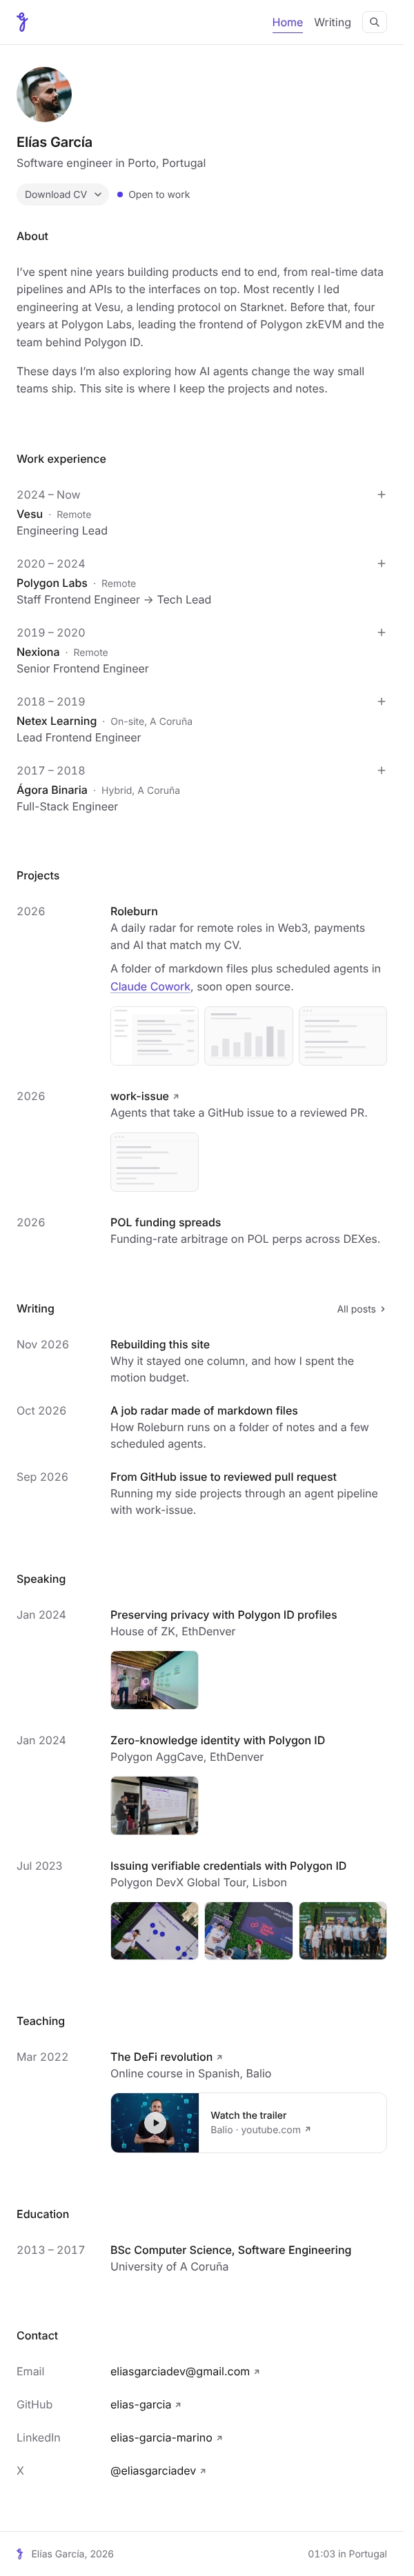 Home Writing
Elías García
Software engineer in Porto, Portugal
Download CV
Open to work
About
I’ve spent nine years building products end to end, from real-time data
pipelines and APIs to the interfaces on top. Most recently I led
engineering at Vesu, a lending protocol on Starknet. Before that, four
years at Polygon Labs, leading the frontend of Polygon zkEVM and the
team behind Polygon ID.
These days I’m also exploring how AI agents change the way small
teams ship. This site is where I keep the projects and notes.
Work experience
2024 – Now
Vesu · Remote
Engineering Lead
2020 – 2024
Polygon Labs · Remote
Staff Frontend Engineer → Tech Lead
2019 – 2020
Nexiona · Remote
Senior Frontend Engineer
2018 – 2019
Netex Learning · On-site, A Coruña
Lead Frontend Engineer
2017 – 2018
Ágora Binaria · Hybrid, A Coruña
Full-Stack Engineer
Projects
2026 Roleburn
A daily radar for remote roles in Web3, payments
and AI that match my CV.
A folder of markdown files plus scheduled agents in
Claude Cowork, soon open source.
2026 work-issue ↗
Agents that take a GitHub issue to a reviewed PR.
2026 POL funding spreads
Funding-rate arbitrage on POL perps across DEXes.
Writing All posts
Nov 2026 Rebuilding this site
Why it stayed one column, and how I spent the
motion budget.
Oct 2026 A job radar made of markdown files
How Roleburn runs on a folder of notes and a few
scheduled agents.
Sep 2026 From GitHub issue to reviewed pull request
Running my side projects through an agent pipeline
with work-issue.
Speaking
Jan 2024 Preserving privacy with Polygon ID profiles
House of ZK, EthDenver
Jan 2024 Zero-knowledge identity with Polygon ID
Polygon AggCave, EthDenver
Jul 2023 Issuing verifiable credentials with Polygon ID
Polygon DevX Global Tour, Lisbon
Teaching
Mar 2022 The DeFi revolution ↗
Online course in Spanish, Balio
Watch the trailer
Balio · youtube.com ↗
Education
2013 – 2017 BSc Computer Science, Software Engineering
University of A Coruña
Contact
Email eliasgarciadev@gmail.com ↗
GitHub elias-garcia ↗
LinkedIn elias-garcia-marino ↗
X @eliasgarciadev ↗
Elías García, 2026 01:03 in Portugal